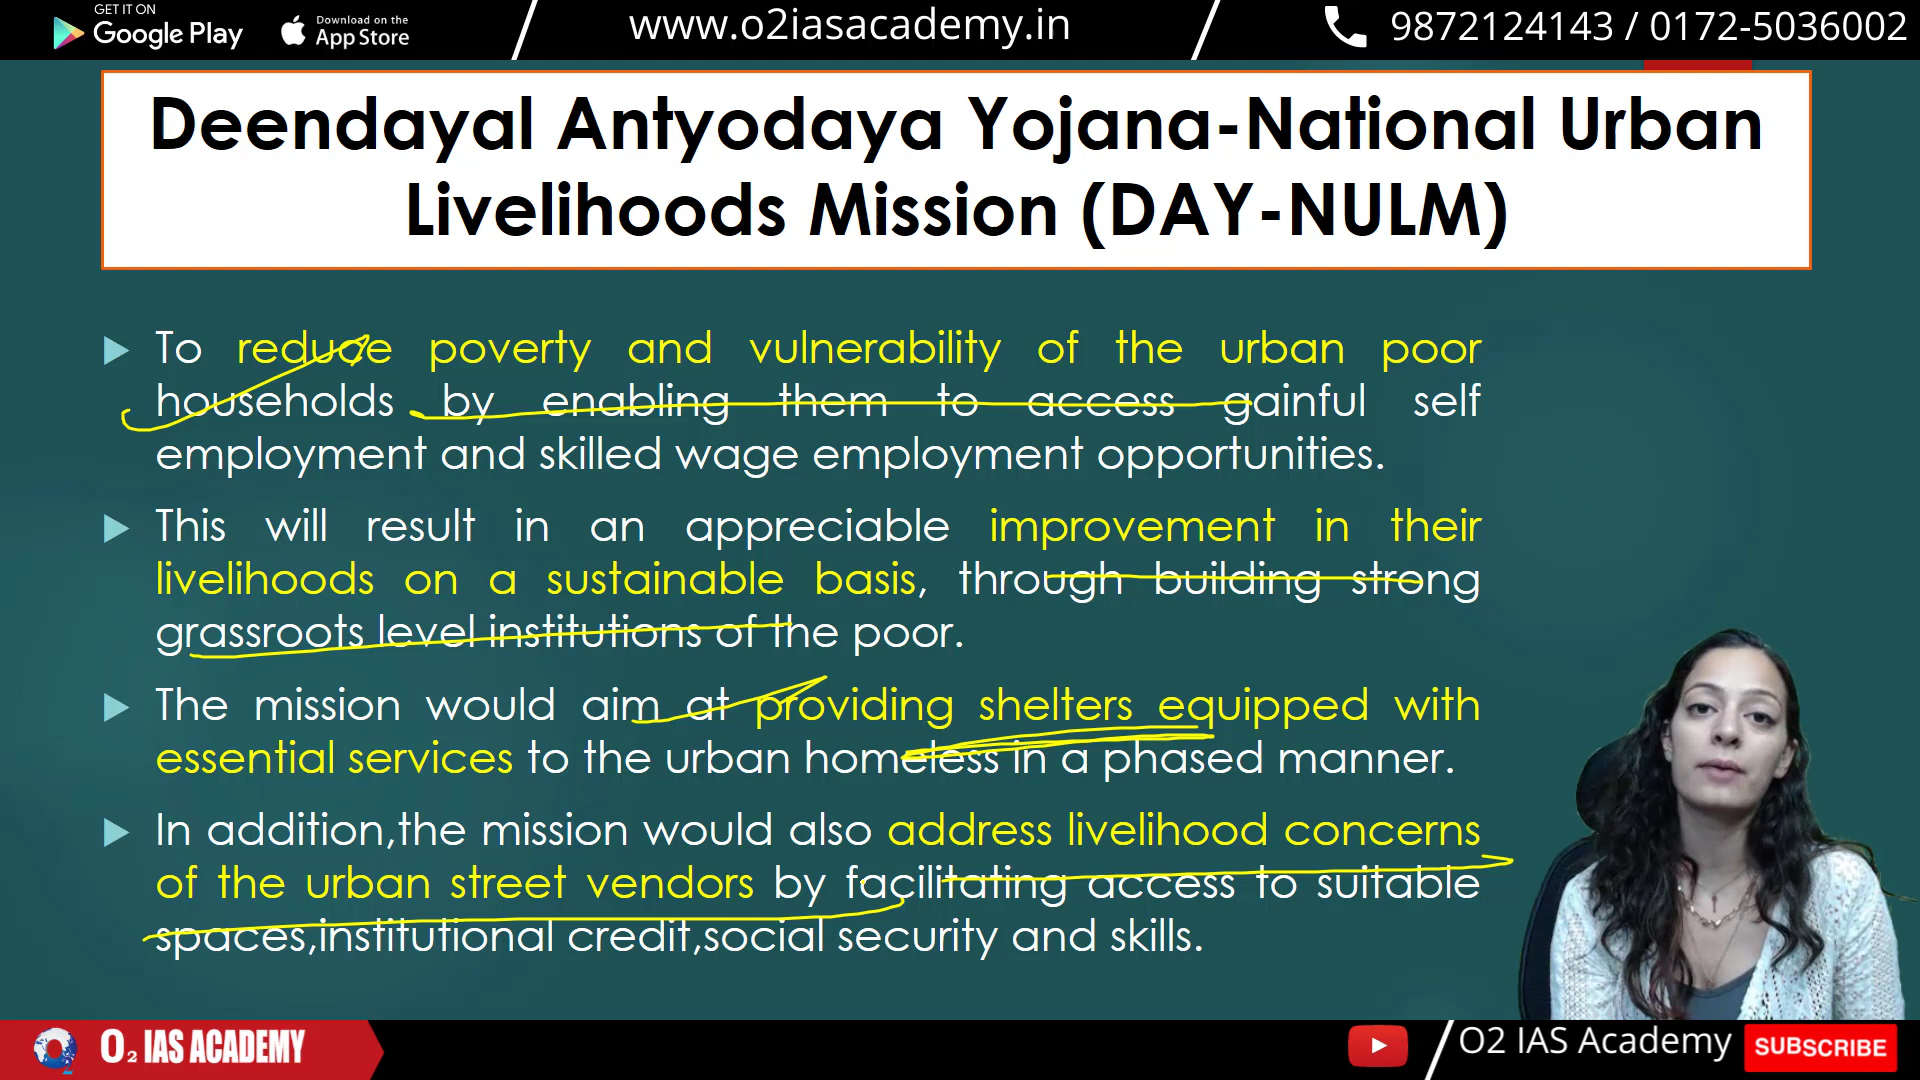 GET IT ON
Google Play
Download on the
App Store
www.o2iasacademy.in
9872124143 / 0172-5036002
Deendayal Antyodaya Yojana-National Urban
Livelihoods Mission (DAY-NULM)
To reduce poverty and vulnerability of the urban poor
households by enabling them to access gainful self
employment and skilled wage employment opportunities.
This will result in an appreciable improvement in their
livelihoods on a sustainable basis, through building strong
grassroots level institutions of the poor.
The mission would aim at providing shelters equipped with
essential services to the urban homeless in a phased manner.
In addition,the mission would also address livelihood concerns
of the urban street vendors by facilitating access to suitable
spaces,institutional credit,social security and skills.
O2 IAS ACADEMY
O2 IAS Academy
SUBSCRIBE